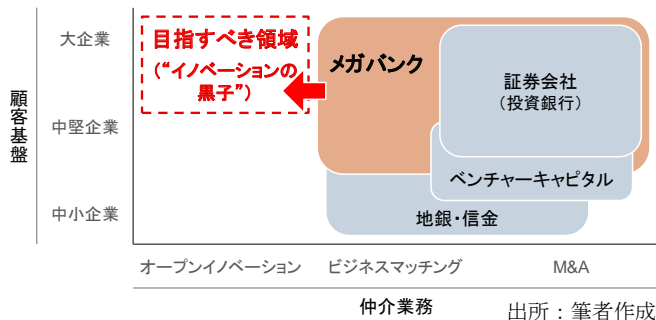 大企業
目指すべき領域
(“イノベーションの
黒子”)
メガバンク
証券会社
(投資銀行)
顧客基盤
中堅企業
ベンチャーキャピタル
中小企業
地銀・信金
オープンイノベーション
ビジネスマッチング
M&A
仲介業務
出所：筆者作成